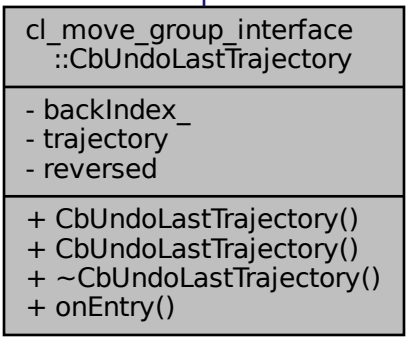 cl_move_group_interface
::CbUndoLastTrajectory
- backIndex_
- trajectory
- reversed
+ CbUndoLastTrajectory()
+ CbUndoLastTrajectory()
+ ~CbUndoLastTrajectory()
+ onEntry()